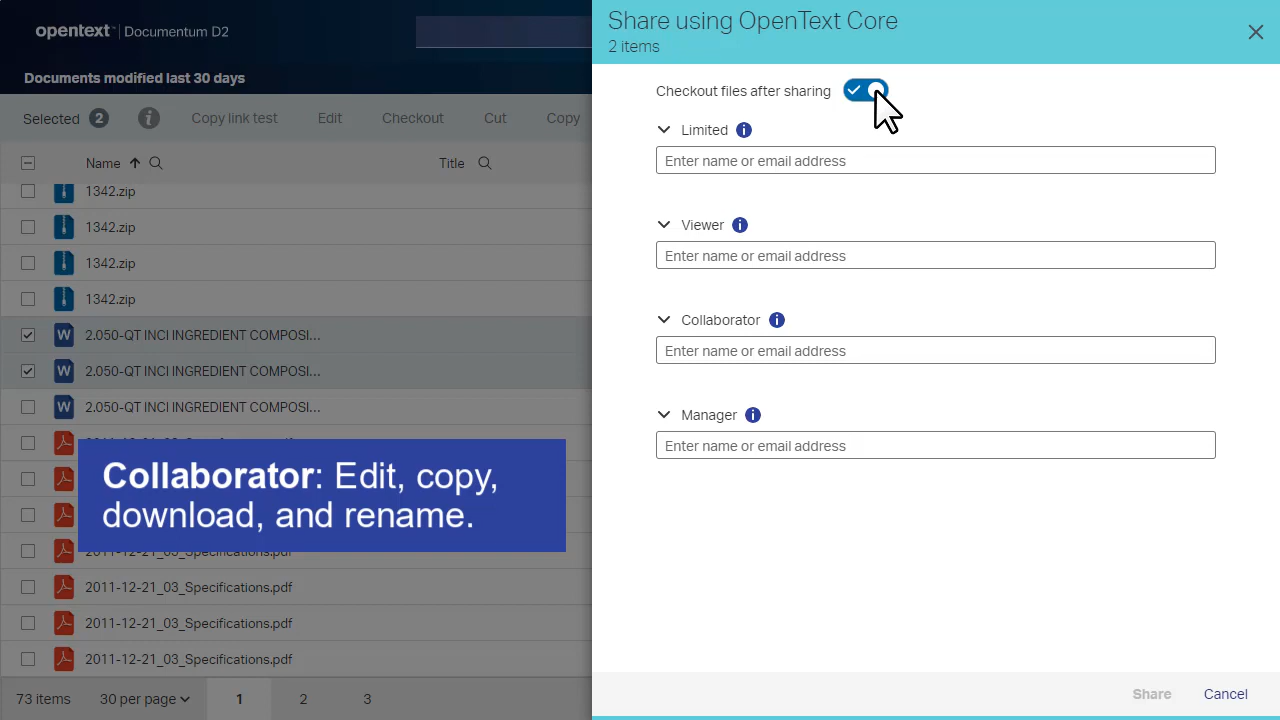 opentext™ | Documentum D2
Documents modified last 30 days
Selected 2 Copy link test Edit Checkout Cut Copy
Name Title
1342.zip
1342.zip
1342.zip
1342.zip
2.050-QT INCI INGREDIENT COMPOSI...
2.050-QT INCI INGREDIENT COMPOSI...
2.050-QT INCI INGREDIENT COMPOSI...
Collaborator: Edit, copy,
download, and rename.
2011-12-21_03_Specifications.pdf
2011-12-21_03_Specifications.pdf
2011-12-21_03_Specifications.pdf
2011-12-21_03_Specifications.pdf
73 items 30 per page 1 2 3
Share using OpenText Core
2 items
Checkout files after sharing
Limited
Enter name or email address
Viewer
Enter name or email address
Collaborator
Enter name or email address
Manager
Enter name or email address
Share Cancel